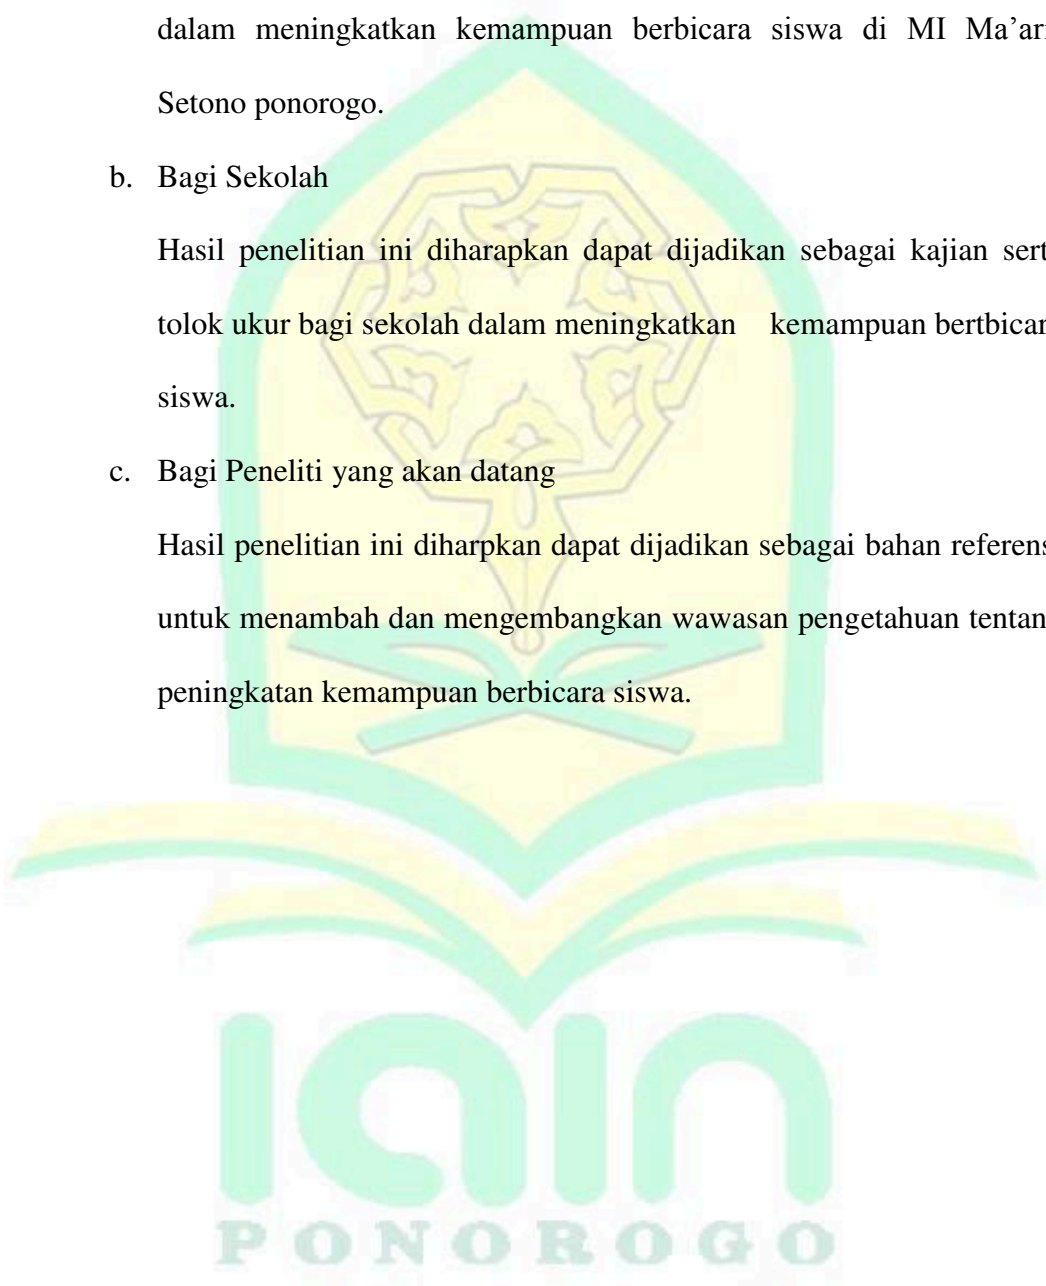 dalam meningkatkan kemampuan berbicara siswa di MI Ma'ari
Setono ponorogo.
b. Bagi Sekolah
Hasil penelitian ini diharapkan dapat dijadikan sebagai kajian sert
tolok ukur bagi sekolah dalam meningkatkan kemampuan bertbicar
siswa.
c. Bagi Peneliti yang akan datang
Hasil penelitian ini diharpkan dapat dijadikan sebagai bahan referens
untuk menambah dan mengembangkan wawasan pengetahuan tentan
peningkatan kemampuan berbicara siswa.
iain
PONOROGO